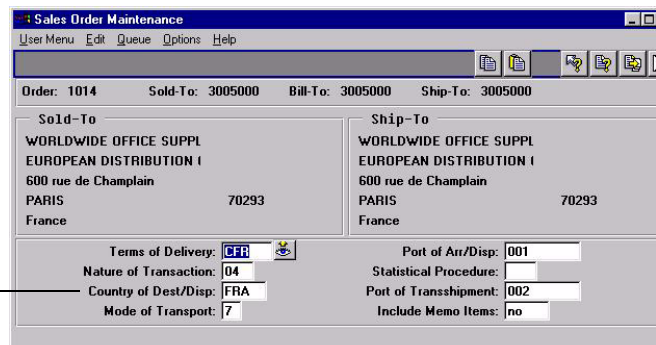 Sales Order Maintenance
User Menu Edit Queue Options Help
Order: 1014 Sold-To: 3005000 Bill-To: 3005000 Ship-To: 3005000
Sold-To Ship-To
WORLDWIDE OFFICE SUPPL WORLDWIDE OFFICE SUPPL
EUROPEAN DISTRIBUTION ( EUROPEAN DISTRIBUTION (
600 rue de Champlain 600 rue de Champlain
PARIS 70293 PARIS 70293
France France
Terms of Delivery: CFR Port of Arr/Disp: 001
Nature of Transaction: 04 Statistical Procedure:
Country of Dest/Disp: FRA Port of Transshipment: 002
Mode of Transport: 7 Include Memo Items: no